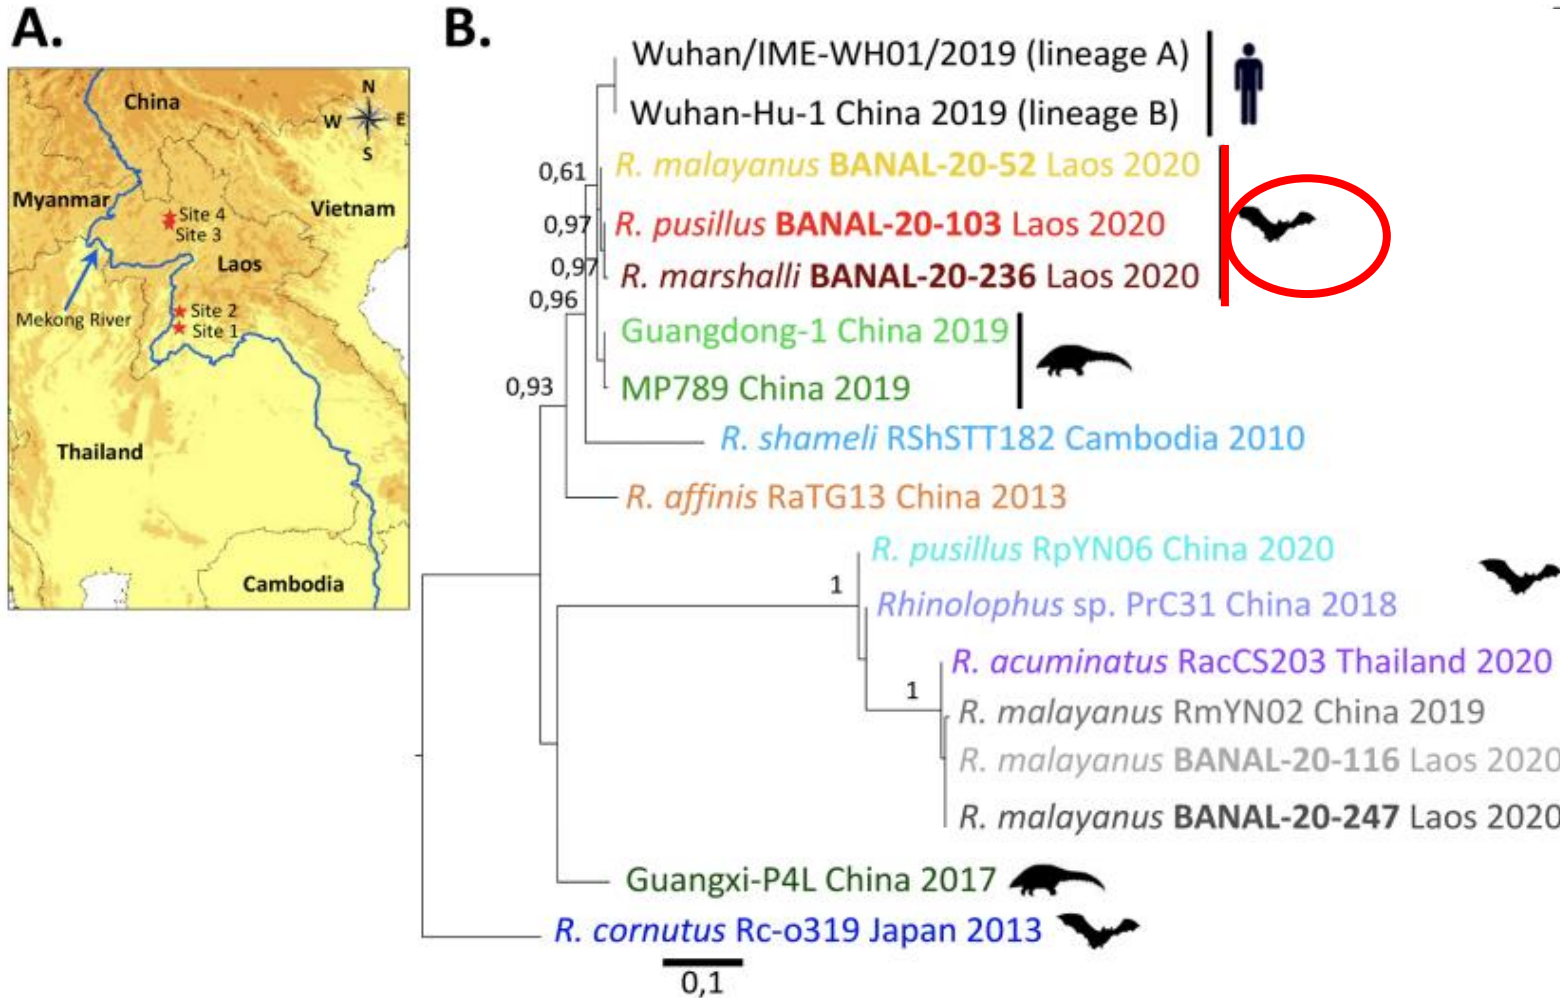 A.
China
N
W
E
S
Myanmar
Vietnam
Site 4
Site 3
Laos
Mekong River
Site 2
Site 1
Thailand
Cambodia
B.
Wuhan/IME-WH01/2019 (lineage A)
Wuhan-Hu-1 China 2019 (lineage B)
0,61
R. malayanus BANAL-20-52 Laos 2020
0,97
R. pusillus BANAL-20-103 Laos 2020
0,97
R. marshalli BANAL-20-236 Laos 2020
0,96
Guangdong-1 China 2019
0,93
MP789 China 2019
R. shameli RShSTT182 Cambodia 2010
R. affinis RaTG13 China 2013
R. pusillus RpYN06 China 2020
1
Rhinolophus sp. PrC31 China 2018
R. acuminatus RacCS203 Thailand 2020
1
R. malayanus RmYN02 China 2019
R. malayanus BANAL-20-116 Laos 2020
R. malayanus BANAL-20-247 Laos 2020
Guangxi-P4L China 2017
R. cornutus Rc-o319 Japan 2013
0,1